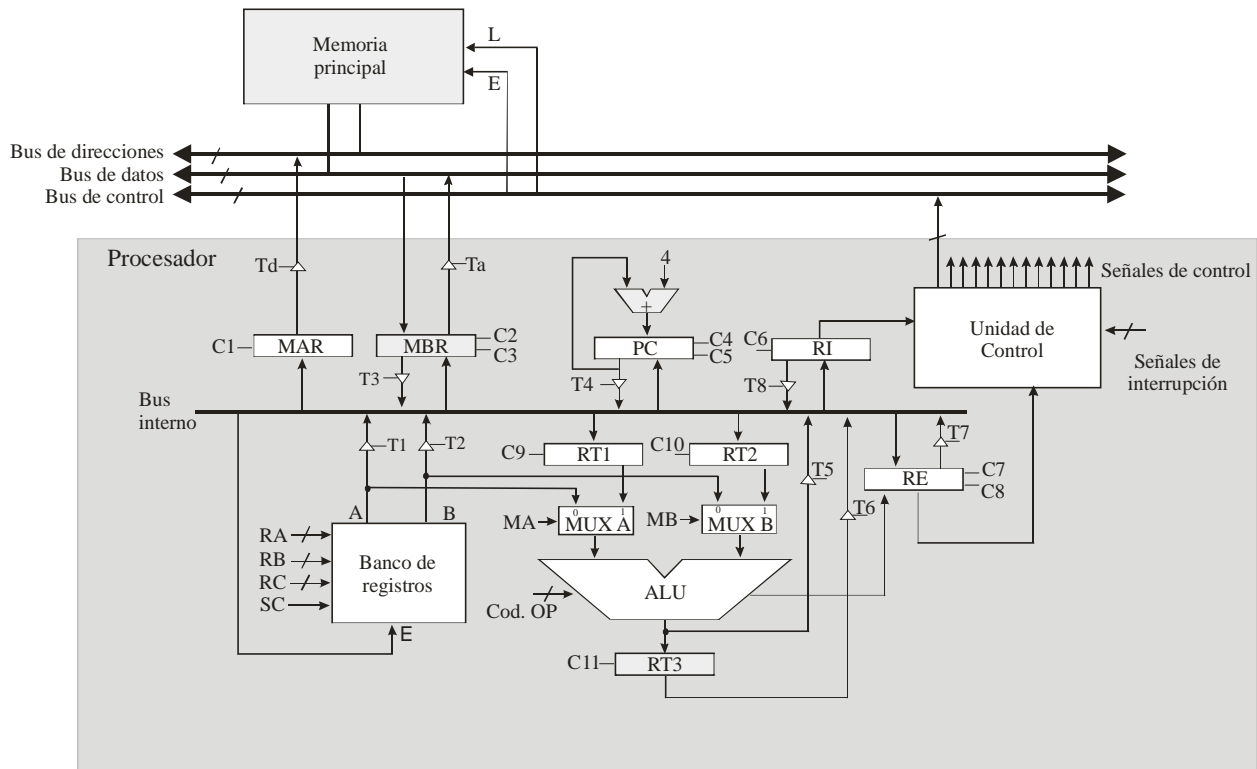 Memoria
principal
L
E
Bus de direcciones
Bus de datos
Bus de control
Procesador
Td
Ta
4
+
Señales de control
C1
MAR
MBR
C2
C3
PC
C4
C5
C6
RI
Unidad de
Control
Señales de
interrupción
T3
T4
T8
Bus
interno
T1
T2
C9
RT1
C10
RT2
T5
T7
RE
C7
C8
T6
A
B
MA
0
1
MUX A
MB
0
1
MUX B
RA
RB
RC
SC
Banco de
registros
E
Cod. OP
ALU
C11
RT3